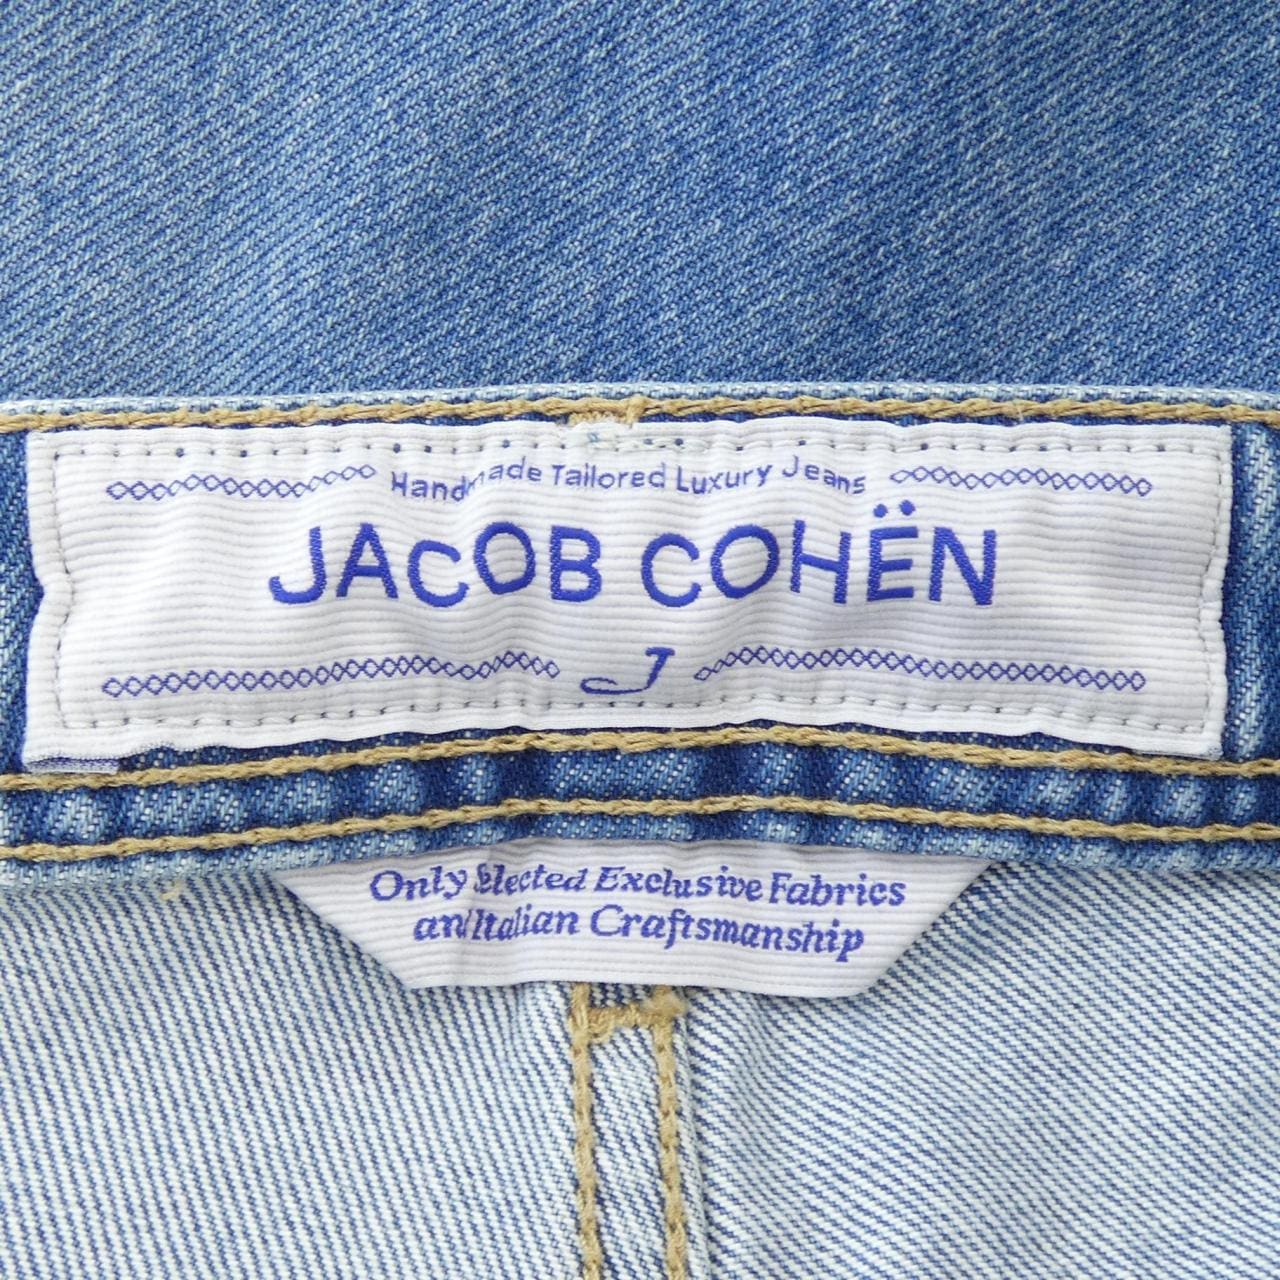 Handmade Tailored Luxury Jeans
JACOB COHËN
J
Only Selected Exclusive Fabrics
and Italian Craftsmanship